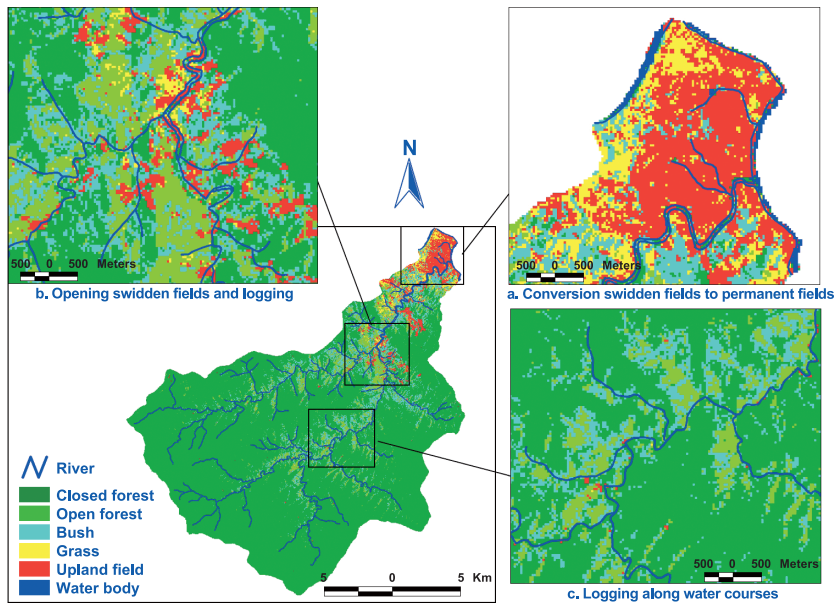 500 0 500 Meters
b. Opening swidden fields and logging
N
500 0 500 Meters
a. Conversion swidden fields to permanent fields
River
Closed forest
Open forest
Bush
Grass
Upland field
Water body
5 0 5 Km
500 0 500 Meters
c. Logging along water courses